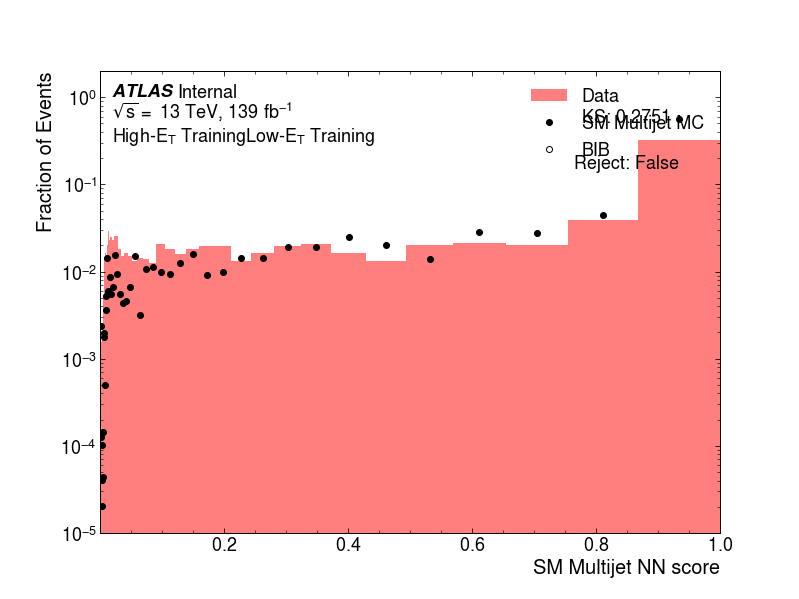 ATLAS Internal
√s = 13 TeV, 139 fb⁻¹
High-E_T TrainingLow-E_T Training
Data
KS: 0.2751
SM Multijet MC
BIB
Reject: False
Fraction of Events
10⁰
10⁻¹
10⁻²
10⁻³
10⁻⁴
10⁻⁵
0.2 0.4 0.6 0.8 1.0
SM Multijet NN score